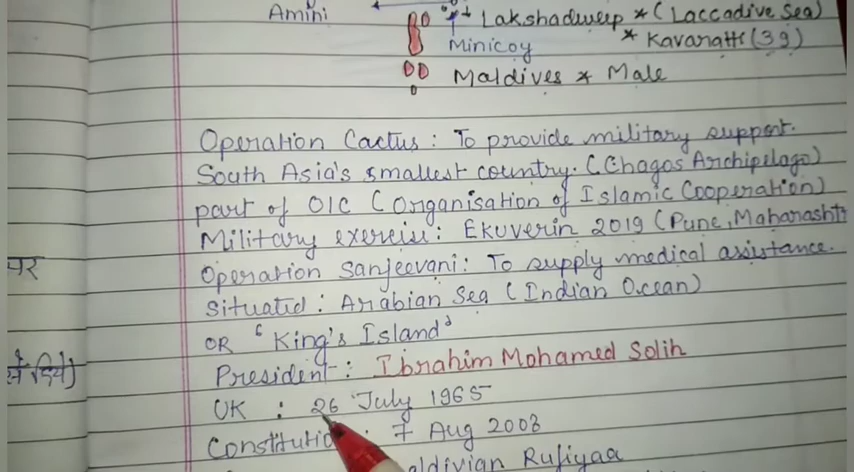 Amini
Lakshadweep * (Laccadive Sea)
Minicoy * Kavaratti (39)
Maldives * Male
Operation Cactus : To provide military support.
South Asia's smallest country. (Chagos Archipelago)
part of OIC (Organisation of Islamic Cooperation)
Military exercise : Ekuverin 2019 (Pune, Maharashtr
पर
Operation Sanjeevani : To supply medical assistance.
Situated : Arabian Sea (Indian Ocean)
OR 'King's Island'
President : Ibrahim Mohamed Solih
UK : 26 July 1965
Constitutio : 7 Aug 2008
aldivian Rufiyaa